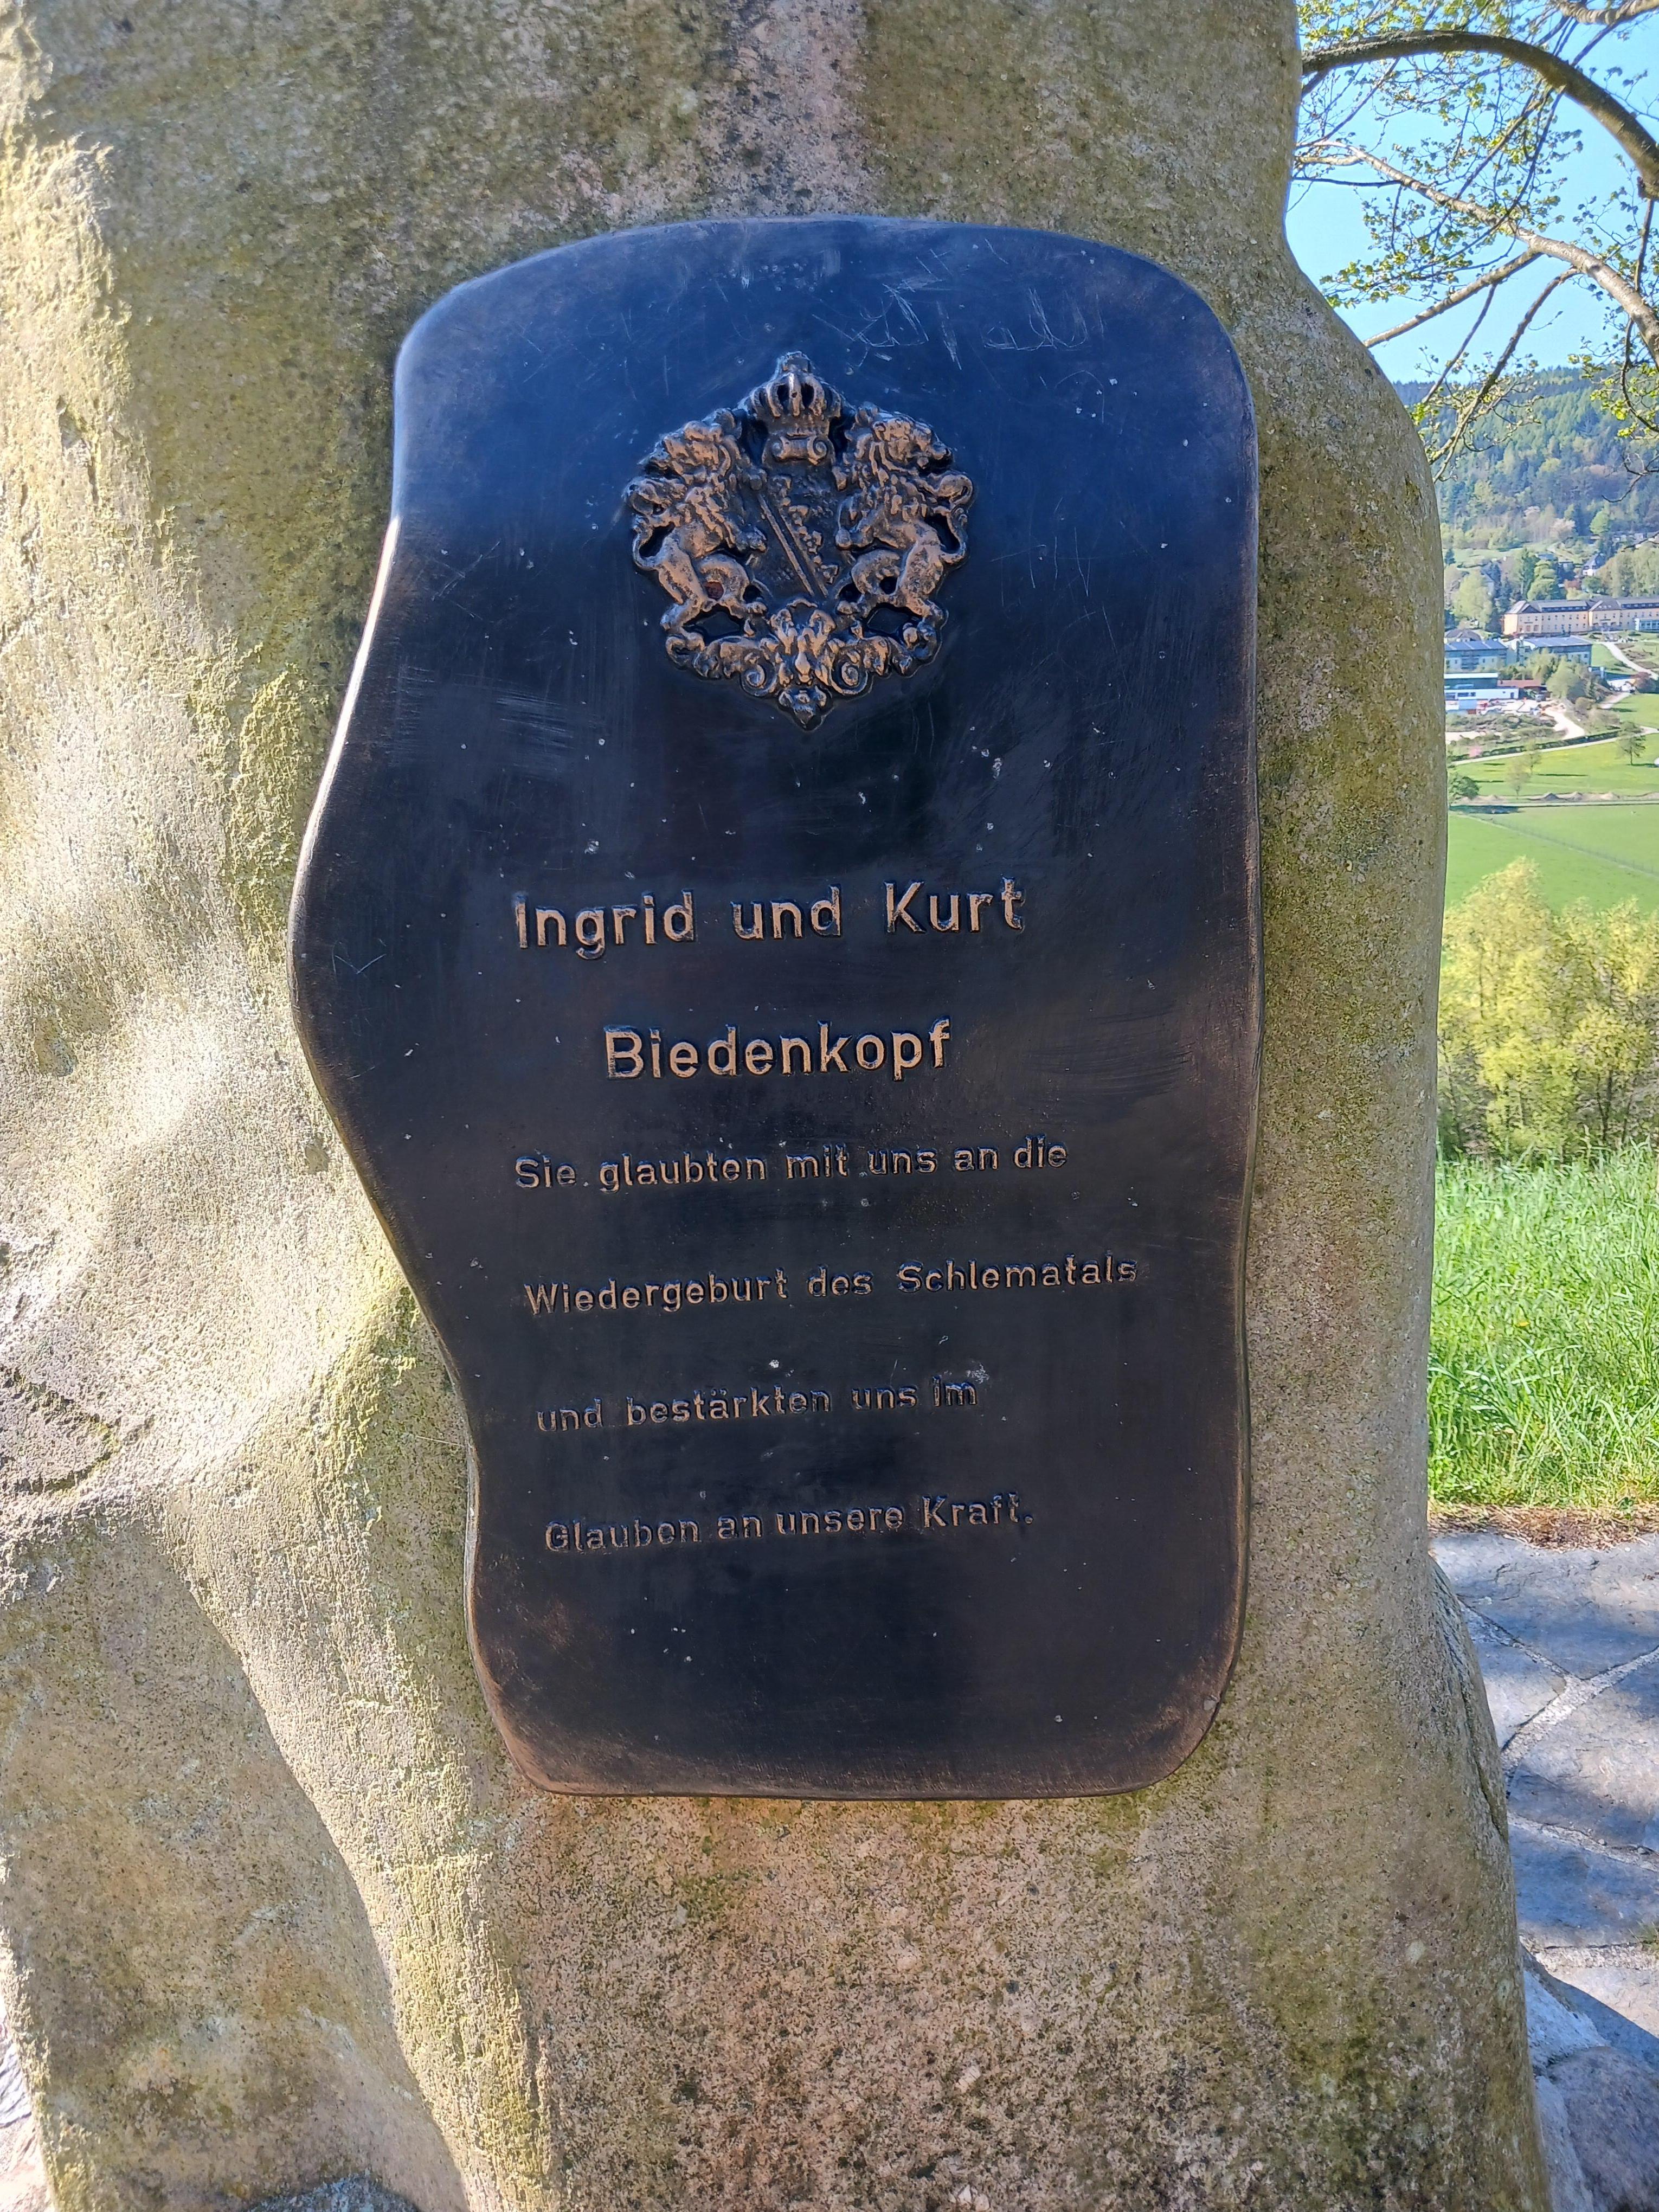 Ingrid und Kurt
Biedenkopf
Sie glaubten mit uns an die
Wiedergeburt des Schlematals
und bestärkten uns im
Glauben an unsere Kraft.